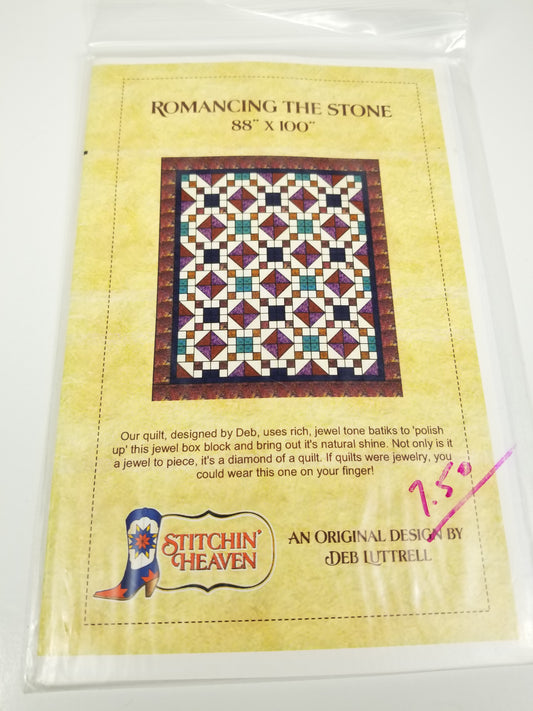 ROMANCING THE STONE
88" X 100"
Our quilt, designed by Deb, uses rich, jewel tone batiks to 'polish
up' this jewel box block and bring out it's natural shine. Not only is it
a jewel to piece, it's a diamond of a quilt. If quilts were jewelry, you
could wear this one on your finger!
7.50
STITCHIN'
HEAVEN
AN ORIGINAL DESIGN BY
DEB LUTTRELL